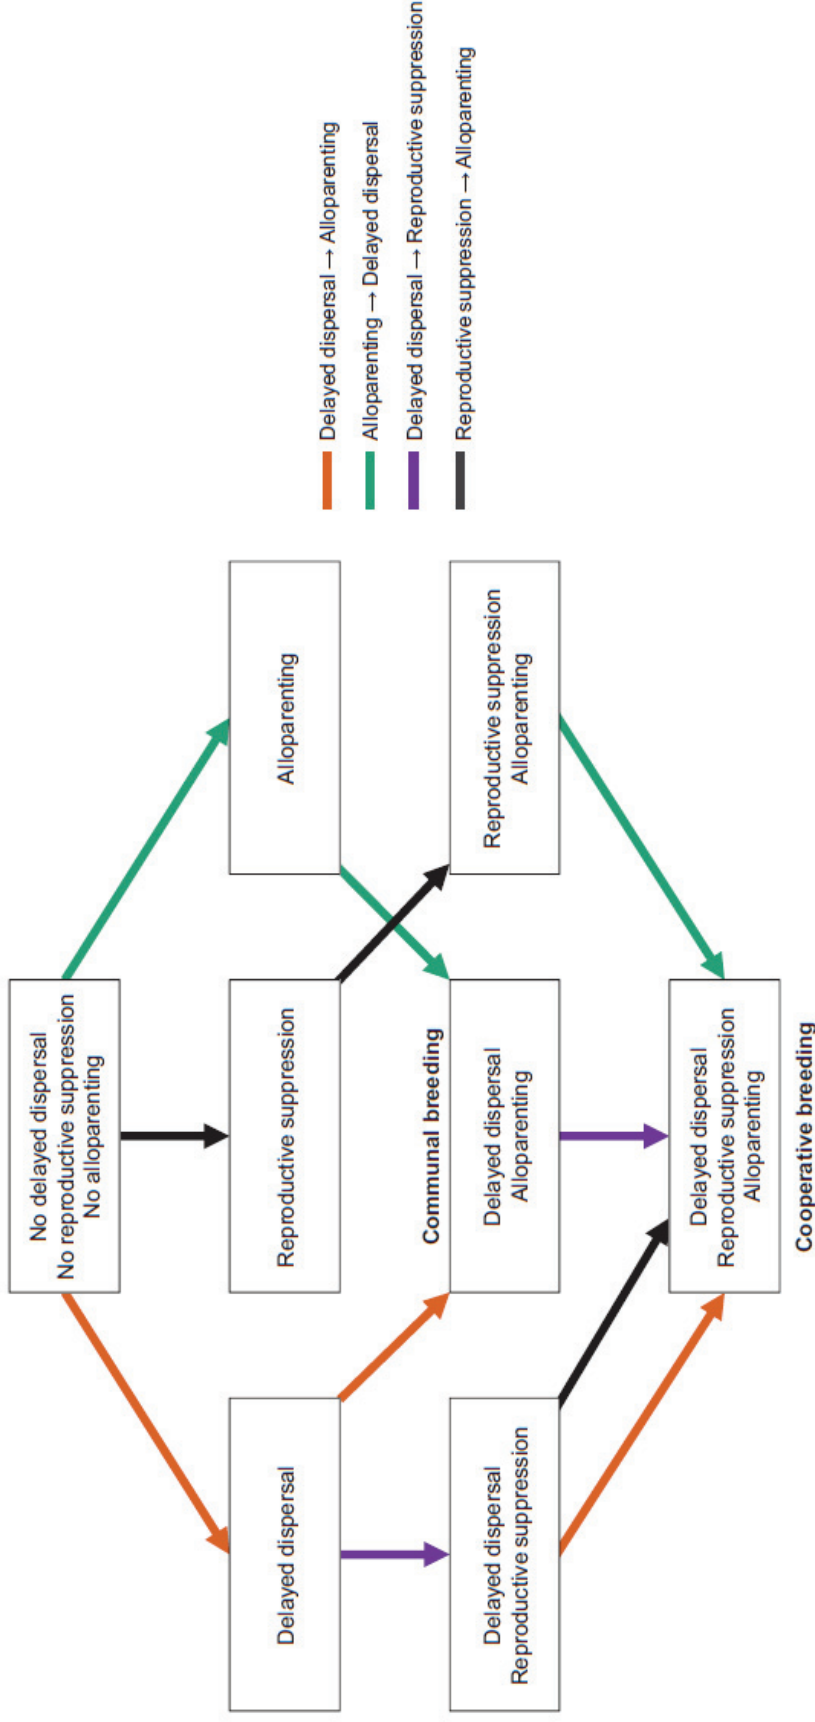 No delayed dispersal
No reproductive suppression
No alloparenting
Delayed dispersal
Reproductive suppression
Alloparenting
Communal breeding
Delayed dispersal
Reproductive suppression
Delayed dispersal
Alloparenting
Reproductive suppression
Alloparenting
Delayed dispersal
Reproductive suppression
Alloparenting
Cooperative breeding
Delayed dispersal → Alloparenting
Alloparenting → Delayed dispersal
Delayed dispersal → Reproductive suppression
Reproductive suppression → Alloparenting